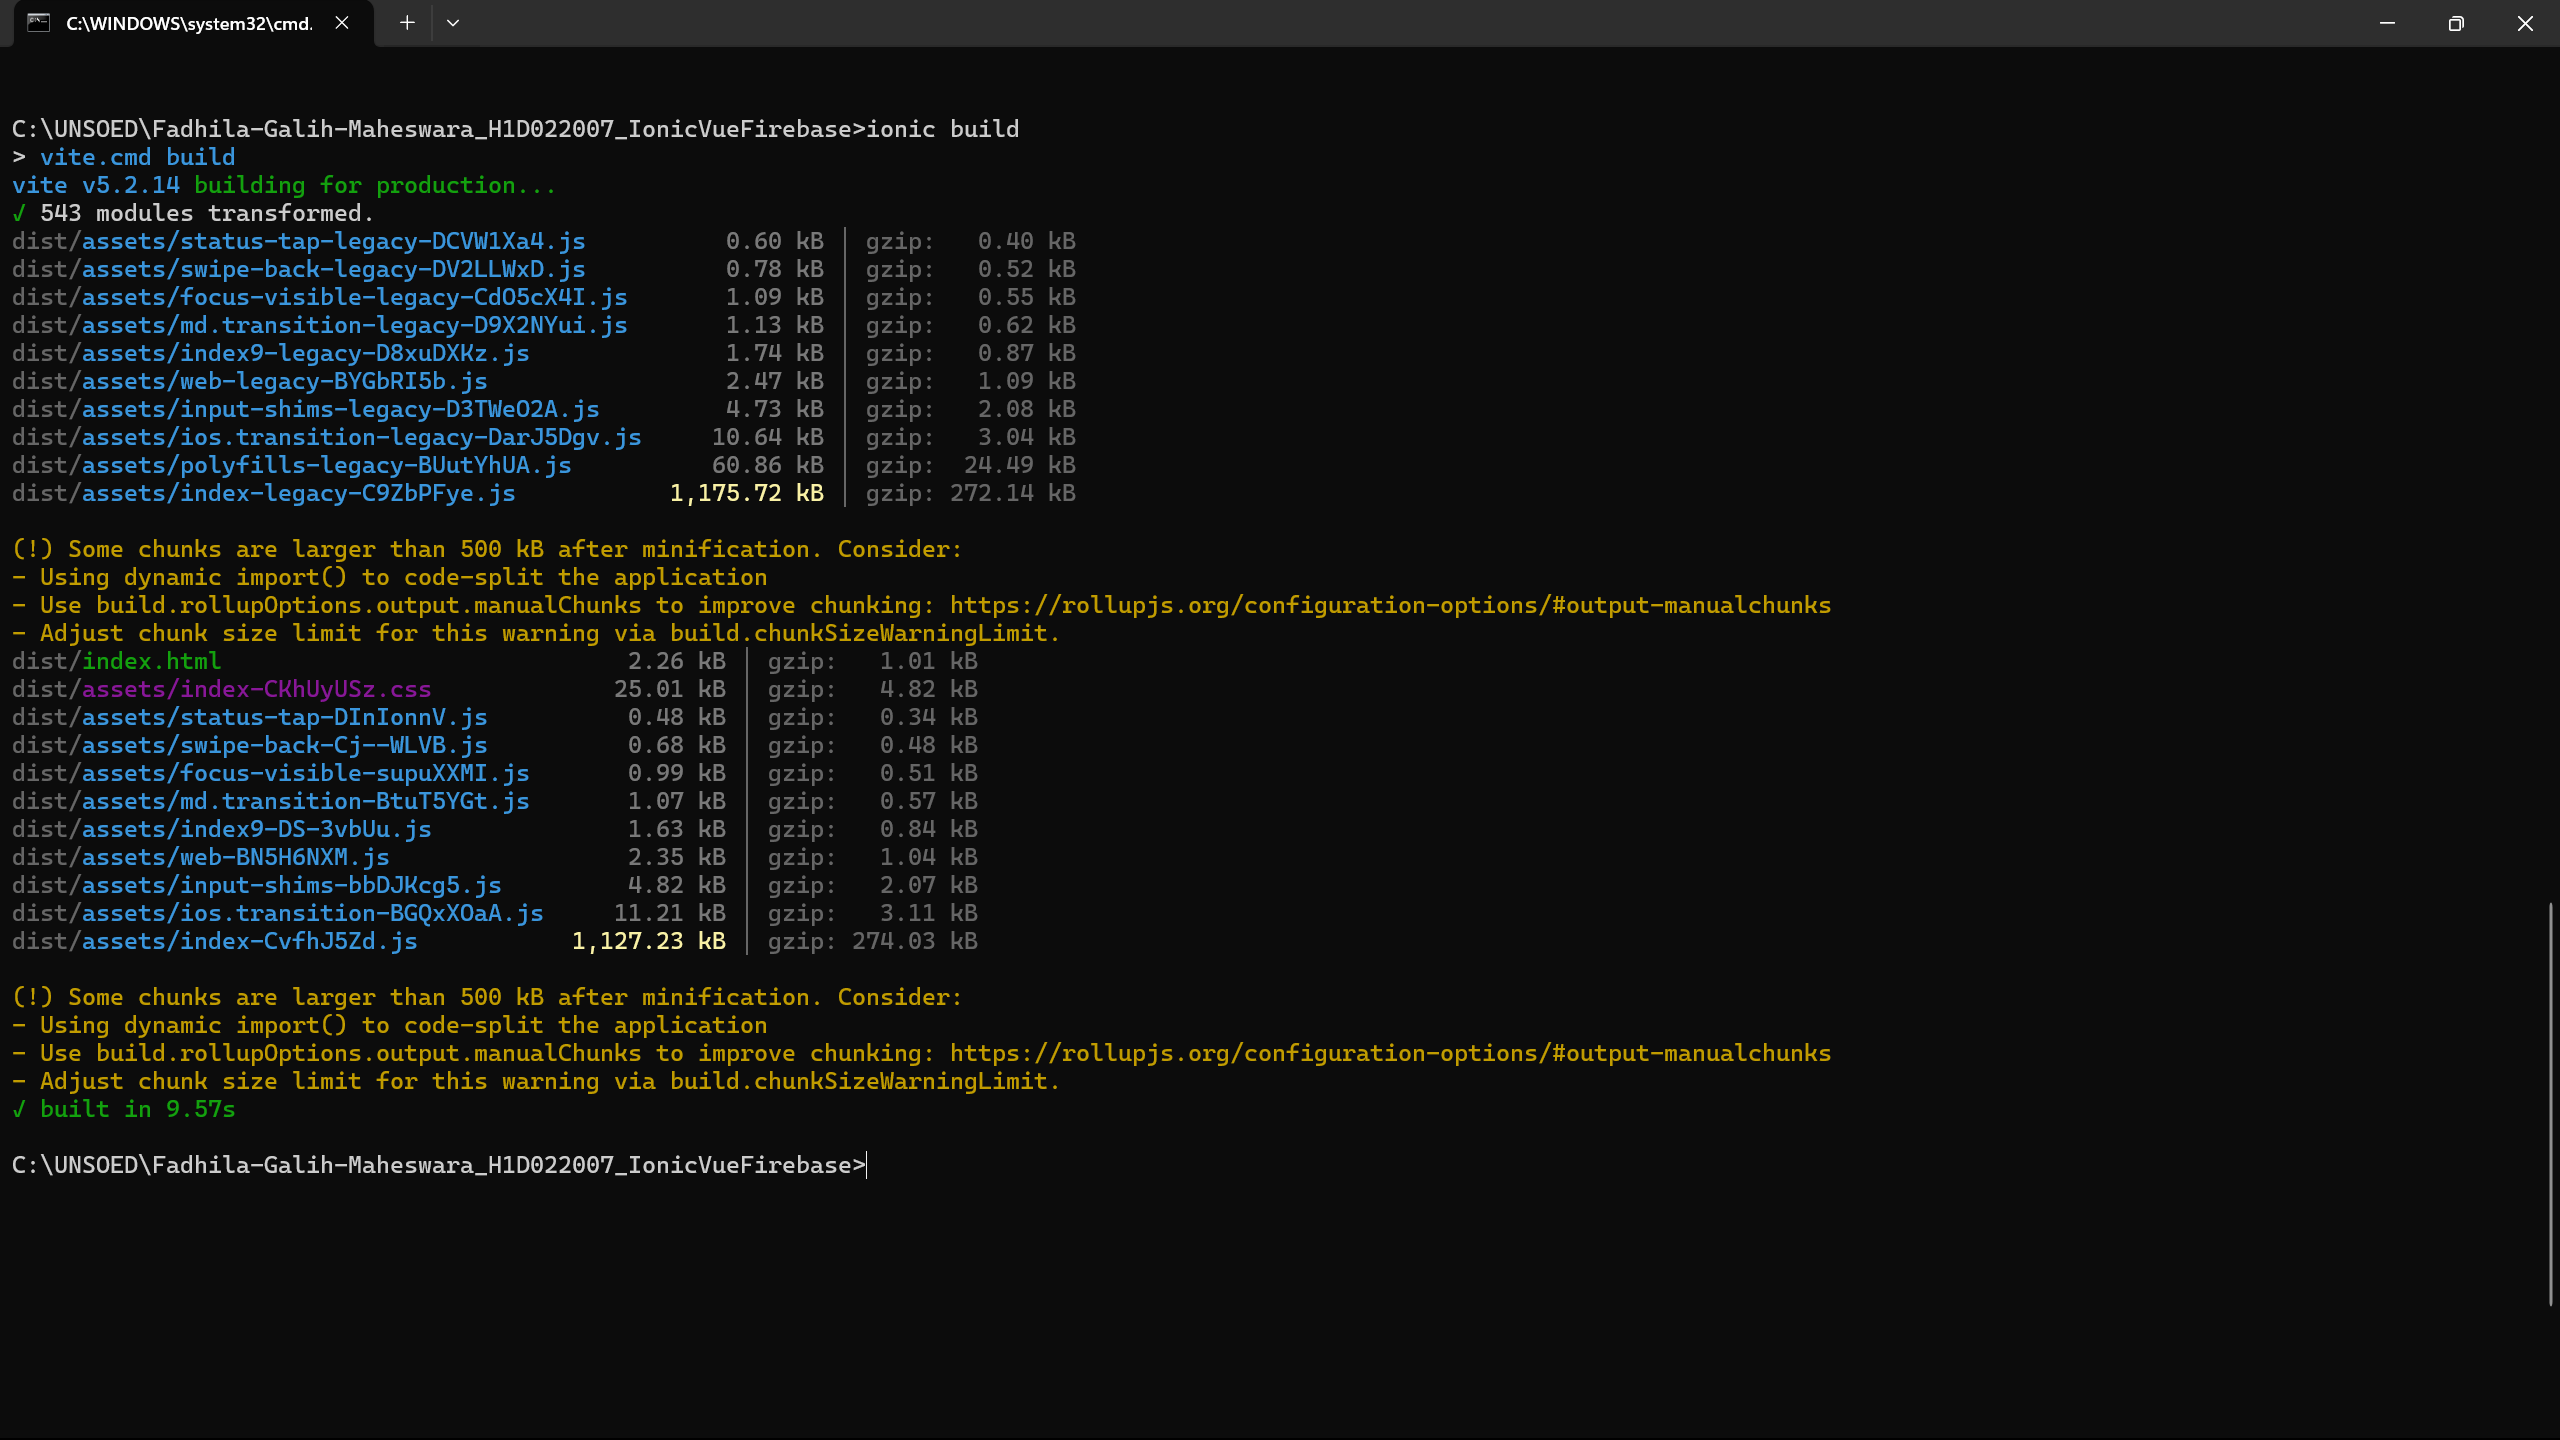 C:\WINDOWS\system32\cmd.
C:\UNSOED\Fadhila-Galih-Maheswara_H1D022007_IonicVueFirebase>ionic build
> vite.cmd build
vite v5.2.14 building for production...
✓ 543 modules transformed.
dist/assets/status-tap-legacy-DCVW1Xa4.js 0.60 kB │ gzip: 0.40 kB
dist/assets/swipe-back-legacy-DV2LLWxD.js 0.78 kB │ gzip: 0.52 kB
dist/assets/focus-visible-legacy-CdO5cX4I.js 1.09 kB │ gzip: 0.55 kB
dist/assets/md.transition-legacy-D9X2NYui.js 1.13 kB │ gzip: 0.62 kB
dist/assets/index9-legacy-D8xuDXKz.js 1.74 kB │ gzip: 0.87 kB
dist/assets/web-legacy-BYGbRI5b.js 2.47 kB │ gzip: 1.09 kB
dist/assets/input-shims-legacy-D3TWeO2A.js 4.73 kB │ gzip: 2.08 kB
dist/assets/ios.transition-legacy-DarJ5Dgv.js 10.64 kB │ gzip: 3.04 kB
dist/assets/polyfills-legacy-BUutYhUA.js 60.86 kB │ gzip: 24.49 kB
dist/assets/index-legacy-C9ZbPFye.js 1,175.72 kB │ gzip: 272.14 kB
(!) Some chunks are larger than 500 kB after minification. Consider:
- Using dynamic import() to code-split the application
- Use build.rollupOptions.output.manualChunks to improve chunking: https://rollupjs.org/configuration-options/#output-manualchunks
- Adjust chunk size limit for this warning via build.chunkSizeWarningLimit.
dist/index.html 2.26 kB │ gzip: 1.01 kB
dist/assets/index-CKhUyUSz.css 25.01 kB │ gzip: 4.82 kB
dist/assets/status-tap-DInIonnV.js 0.48 kB │ gzip: 0.34 kB
dist/assets/swipe-back-Cj--WLVB.js 0.68 kB │ gzip: 0.48 kB
dist/assets/focus-visible-supuXXMI.js 0.99 kB │ gzip: 0.51 kB
dist/assets/md.transition-BtuT5YGt.js 1.07 kB │ gzip: 0.57 kB
dist/assets/index9-DS-3vbUu.js 1.63 kB │ gzip: 0.84 kB
dist/assets/web-BN5H6NXM.js 2.35 kB │ gzip: 1.04 kB
dist/assets/input-shims-bbDJKcg5.js 4.82 kB │ gzip: 2.07 kB
dist/assets/ios.transition-BGQxXOaA.js 11.21 kB │ gzip: 3.11 kB
dist/assets/index-CvfhJ5Zd.js 1,127.23 kB │ gzip: 274.03 kB
(!) Some chunks are larger than 500 kB after minification. Consider:
- Using dynamic import() to code-split the application
- Use build.rollupOptions.output.manualChunks to improve chunking: https://rollupjs.org/configuration-options/#output-manualchunks
- Adjust chunk size limit for this warning via build.chunkSizeWarningLimit.
✓ built in 9.57s
C:\UNSOED\Fadhila-Galih-Maheswara_H1D022007_IonicVueFirebase>